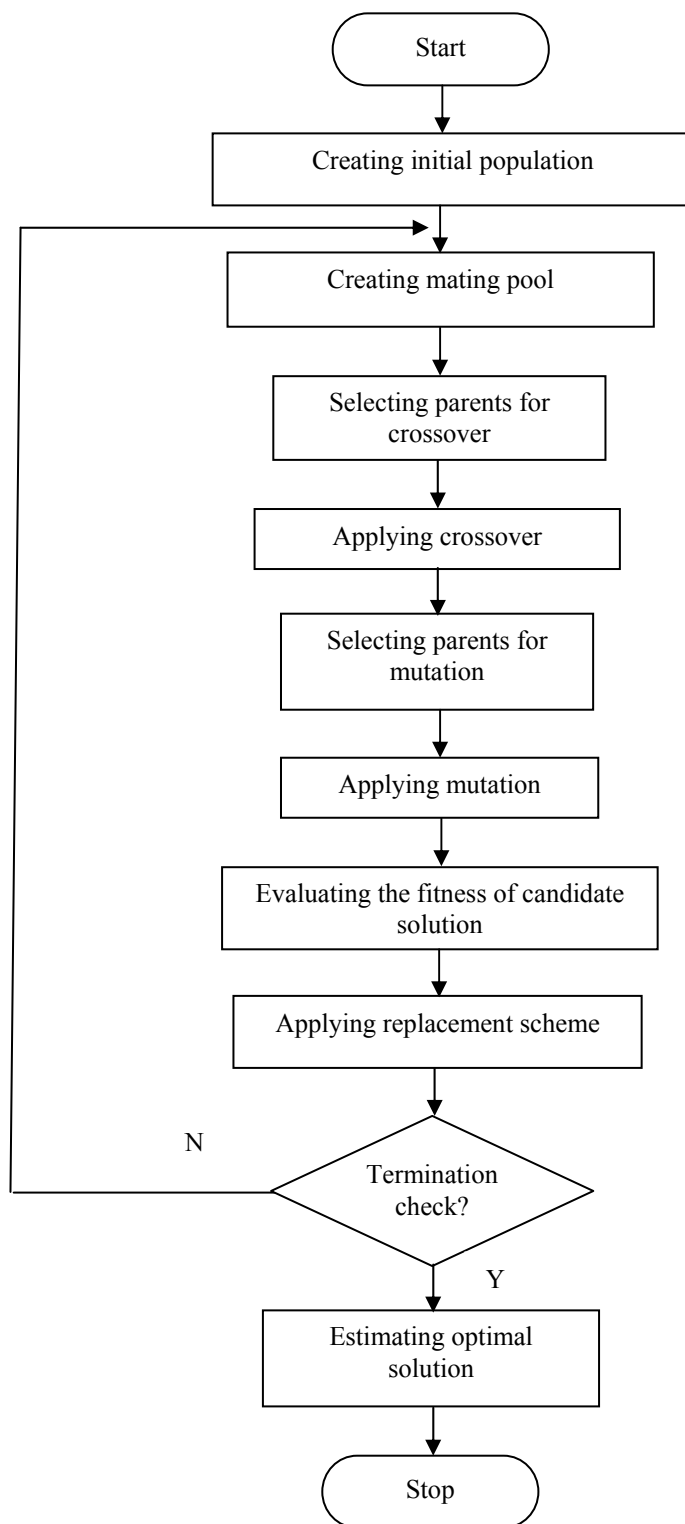 Start
Creating initial population
Creating mating pool
Selecting parents for
crossover
Applying crossover
Selecting parents for
mutation
Applying mutation
Evaluating the fitness of candidate
solution
Applying replacement scheme
N
Termination
check?
Y
Estimating optimal
solution
Stop